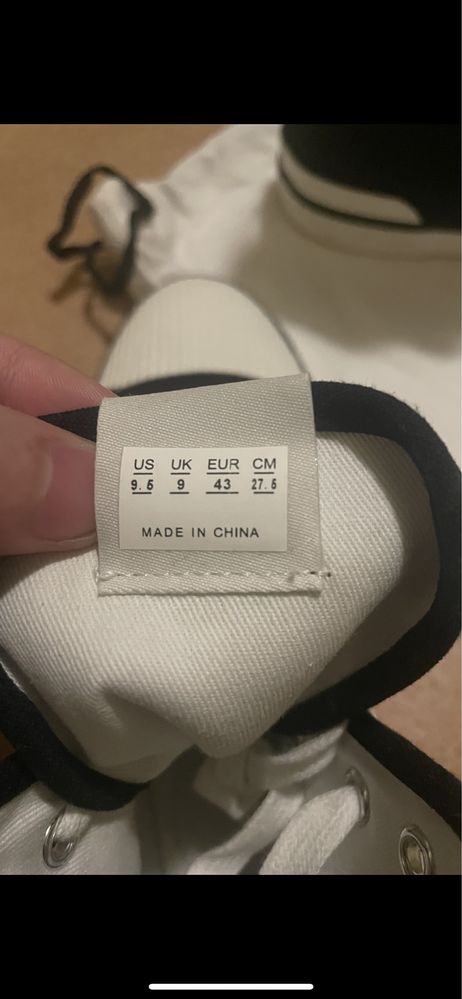 US UK EUR CM
9.5 9 43 27.5
MADE IN CHINA